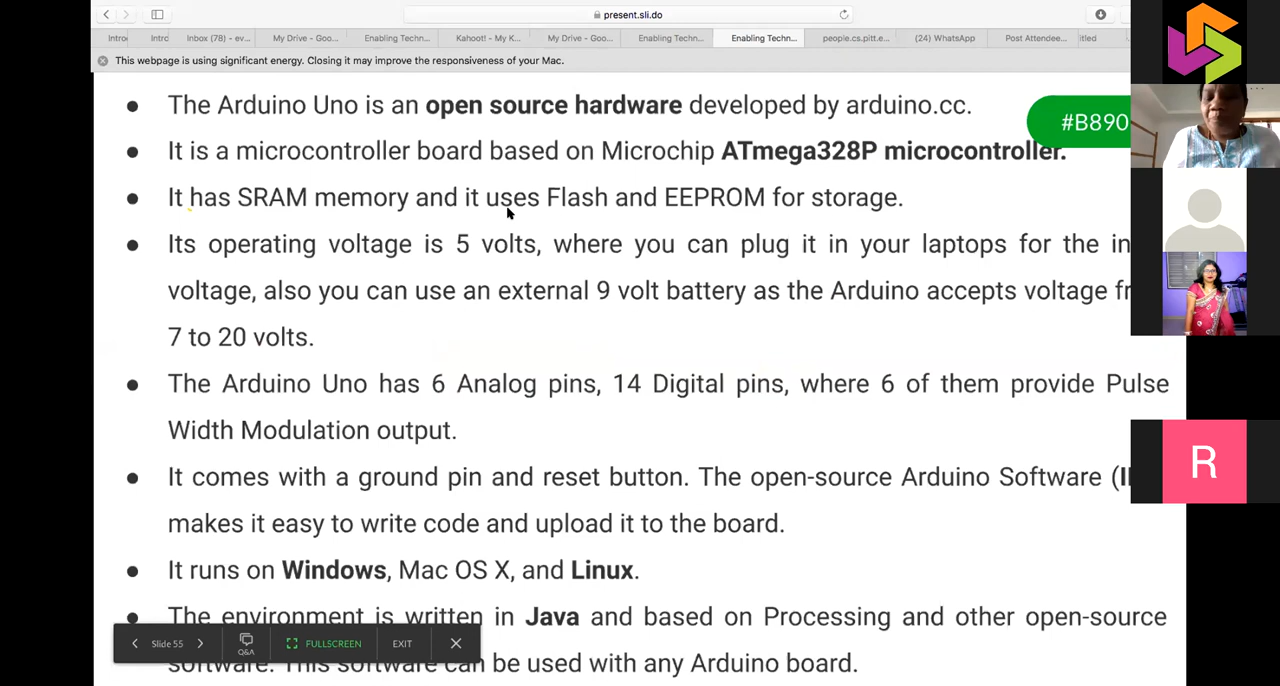 present.sli.do
Introd
Intro
Inbox (78) - ev...
My Drive - Goo...
Enabling Techn...
Kahoot! - My K...
My Drive - Goo...
Enabling Techn...
Enabling Techn...
people.cs.pitt.e...
(24) WhatsApp
Post Attendee...
This webpage is using significant energy. Closing it may improve the responsiveness of your Mac.
● The Arduino Uno is an open source hardware developed by arduino.cc.
#B890
● It is a microcontroller board based on Microchip ATmega328P microcontroller.
● It has SRAM memory and it uses Flash and EEPROM for storage.
● Its operating voltage is 5 volts, where you can plug it in your laptops for the in
voltage, also you can use an external 9 volt battery as the Arduino accepts voltage fr
7 to 20 volts.
● The Arduino Uno has 6 Analog pins, 14 Digital pins, where 6 of them provide Pulse
Width Modulation output.
● It comes with a ground pin and reset button. The open-source Arduino Software (I
makes it easy to write code and upload it to the board.
R
● It runs on Windows, Mac OS X, and Linux.
● The environment is written in Java and based on Processing and other open-source
software. This software can be used with any Arduino board.
Slide 55
Q&A
FULLSCREEN
EXIT